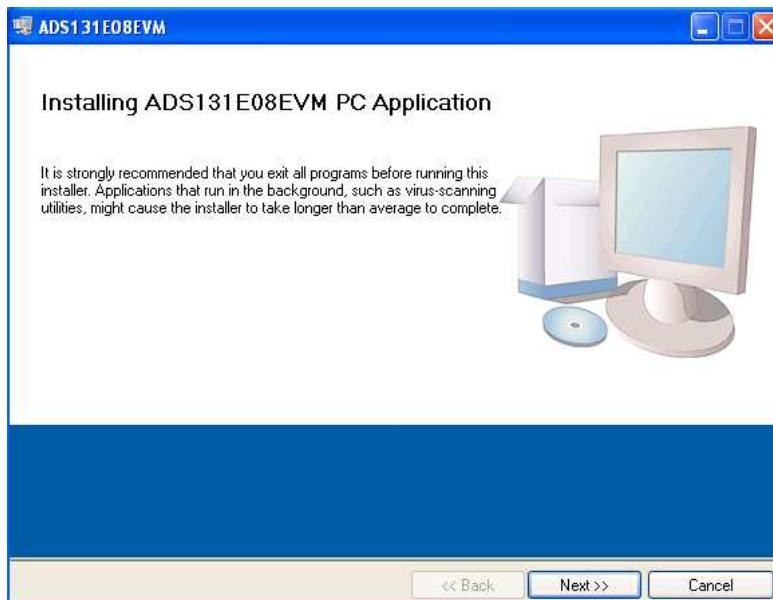 ADS131E08EVM
Installing ADS131E08EVM PC Application
It is strongly recommended that you exit all programs before running this
installer. Applications that run in the background, such as virus-scanning
utilities, might cause the installer to take longer than average to complete.
<< Back
Next >>
Cancel